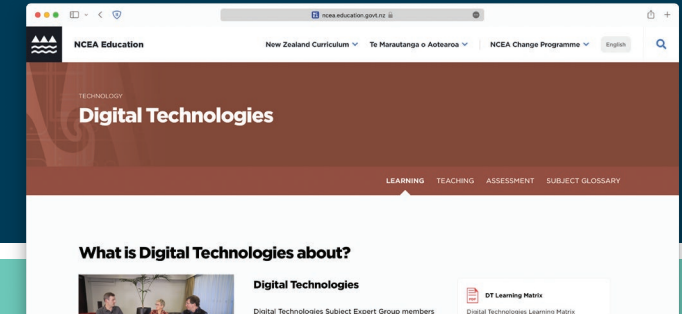 ncea.education.govt.nz
NCEA Education
New Zealand Curriculum
Te Marautanga o Aotearoa
NCEA Change Programme
English
TECHNOLOGY
Digital Technologies
LEARNING TEACHING ASSESSMENT SUBJECT GLOSSARY
What is Digital Technologies about?
Digital Technologies
Digital Technologies Subject Expert Group members
PDF
DT Learning Matrix
Digital Technologies Learning Matrix